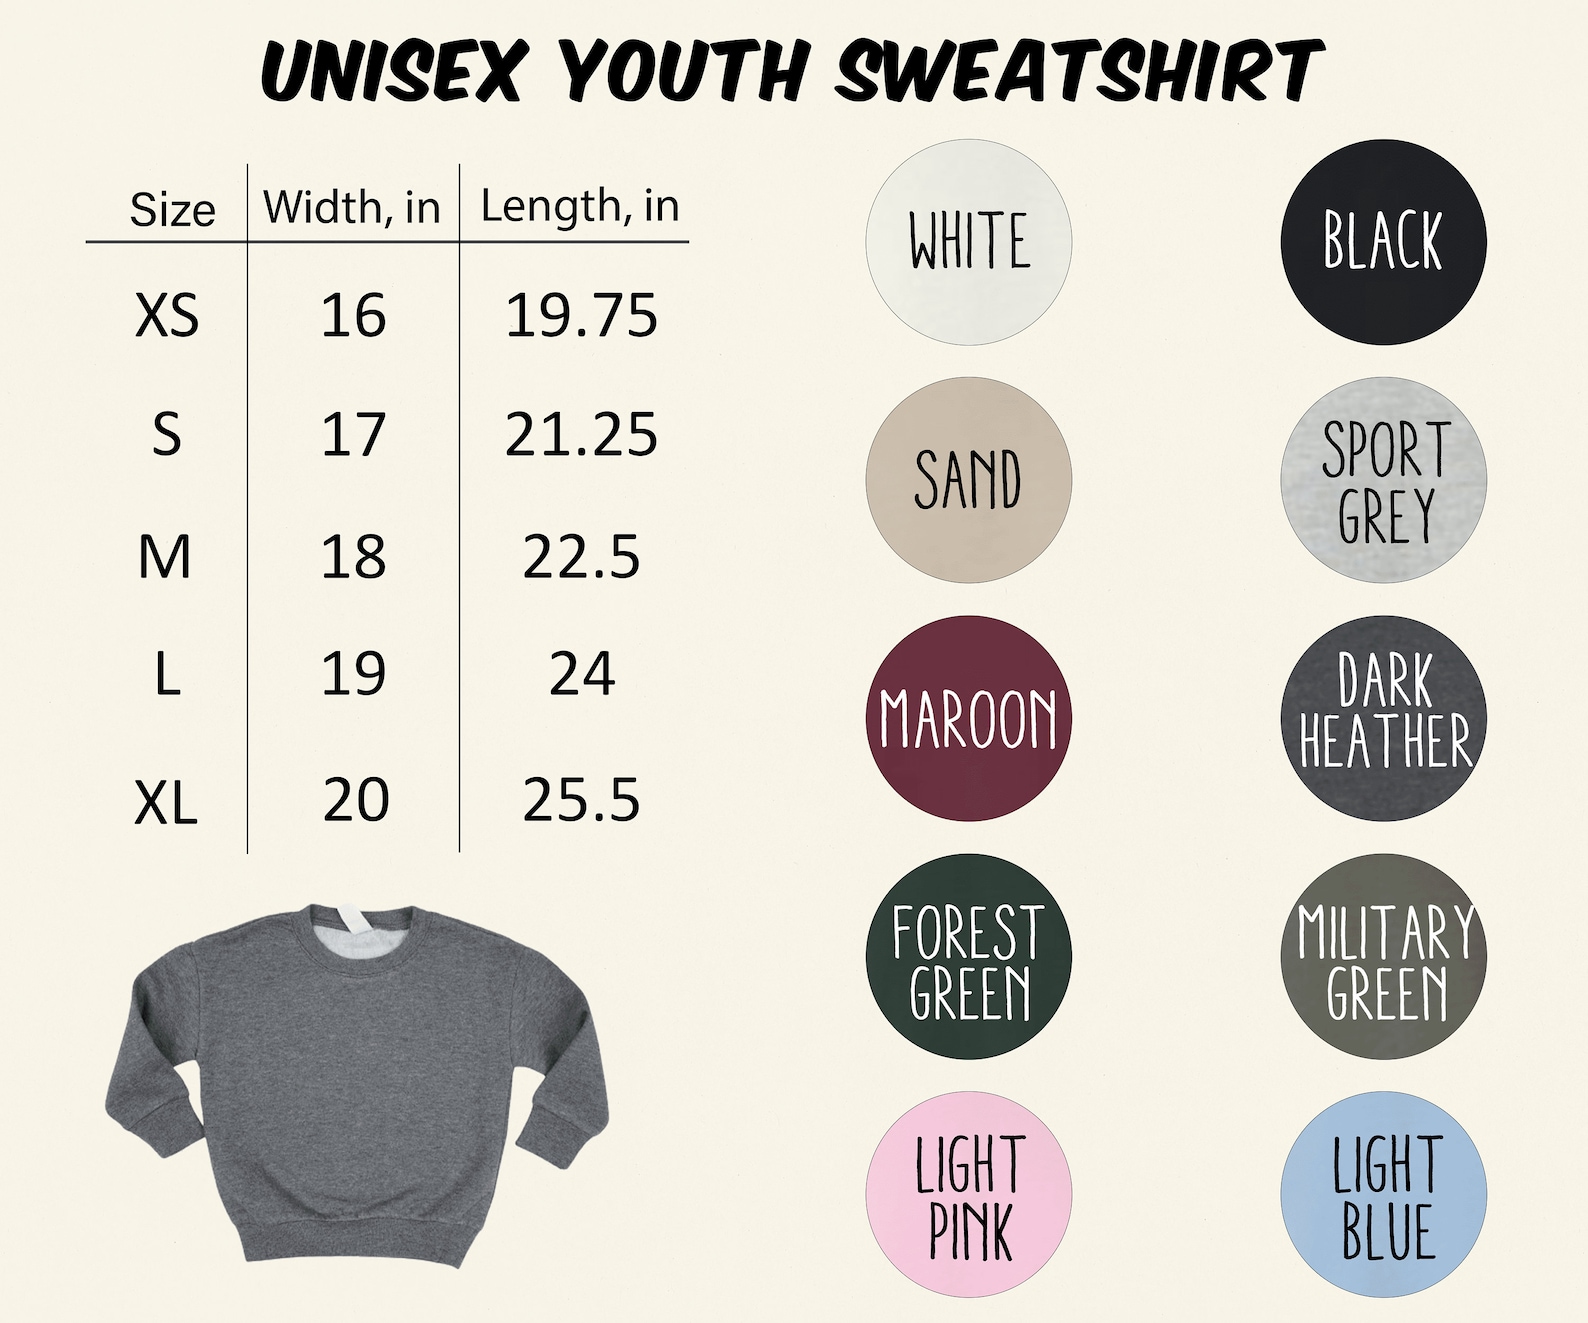 UNISEX YOUTH SWEATSHIRT
Size Width, in Length, in
XS 16 19.75
S 17 21.25
M 18 22.5
L 19 24
XL 20 25.5
WHITE
BLACK
SAND
SPORT
GREY
MAROON
DARK
HEATHER
FOREST
GREEN
MILITARY
GREEN
LIGHT
PINK
LIGHT
BLUE